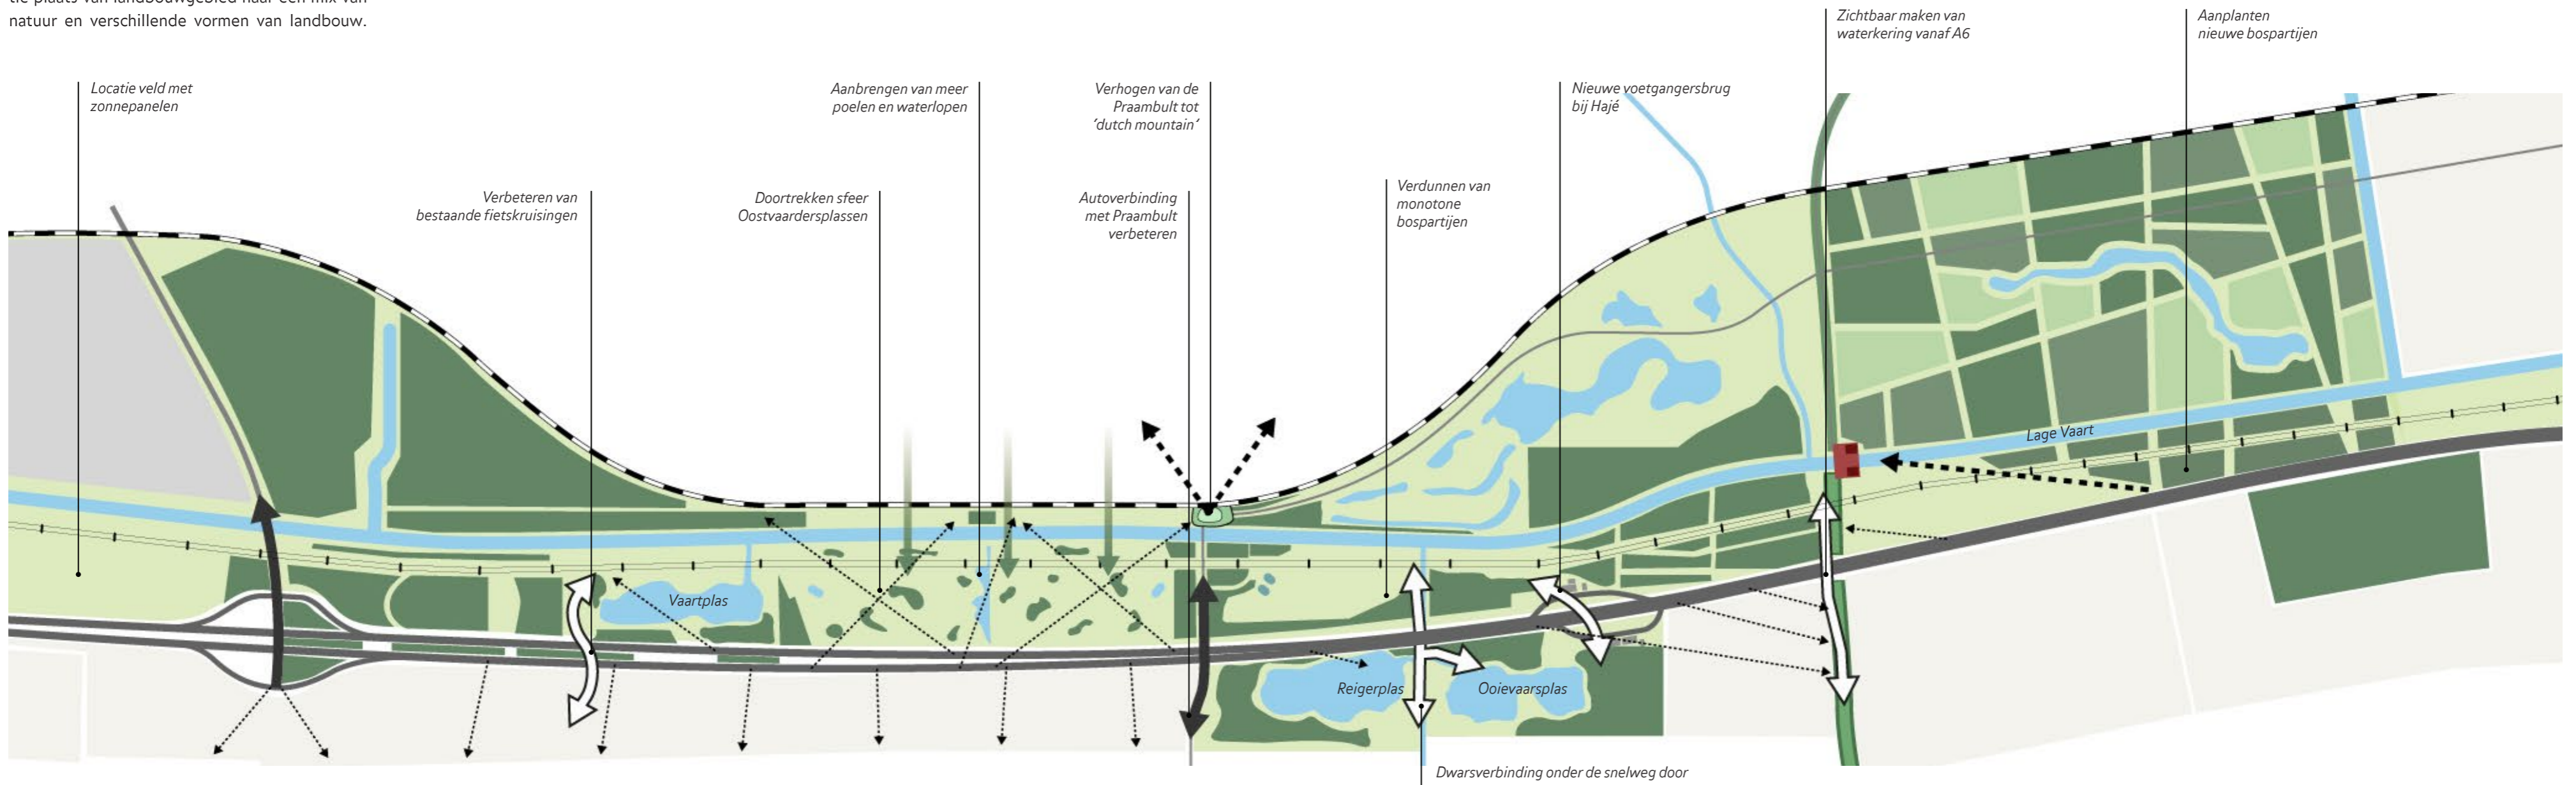 natuur en verschillende vormen van landbouw.
Zichtbaar maken van
waterkering vanaf A6
Aanplanten
nieuwe bospartijen
Locatie veld met
zonnepanelen
Aanbrengen van meer
poelen en waterlopen
Verhogen van de
Praambult tot
‘dutch mountain’
Nieuwe voetgangersbrug
bij Hajé
Verbeteren van
bestaande fietskruisingen
Doortrekken sfeer
Oostvaardersplassen
Autoverbinding
met Praambult
verbeteren
Verdunnen van
monotone
bospartijen
Lage Vaart
Vaartplas
Reigerplas
Ooievaarsplas
Dwarsverbinding onder de snelweg door